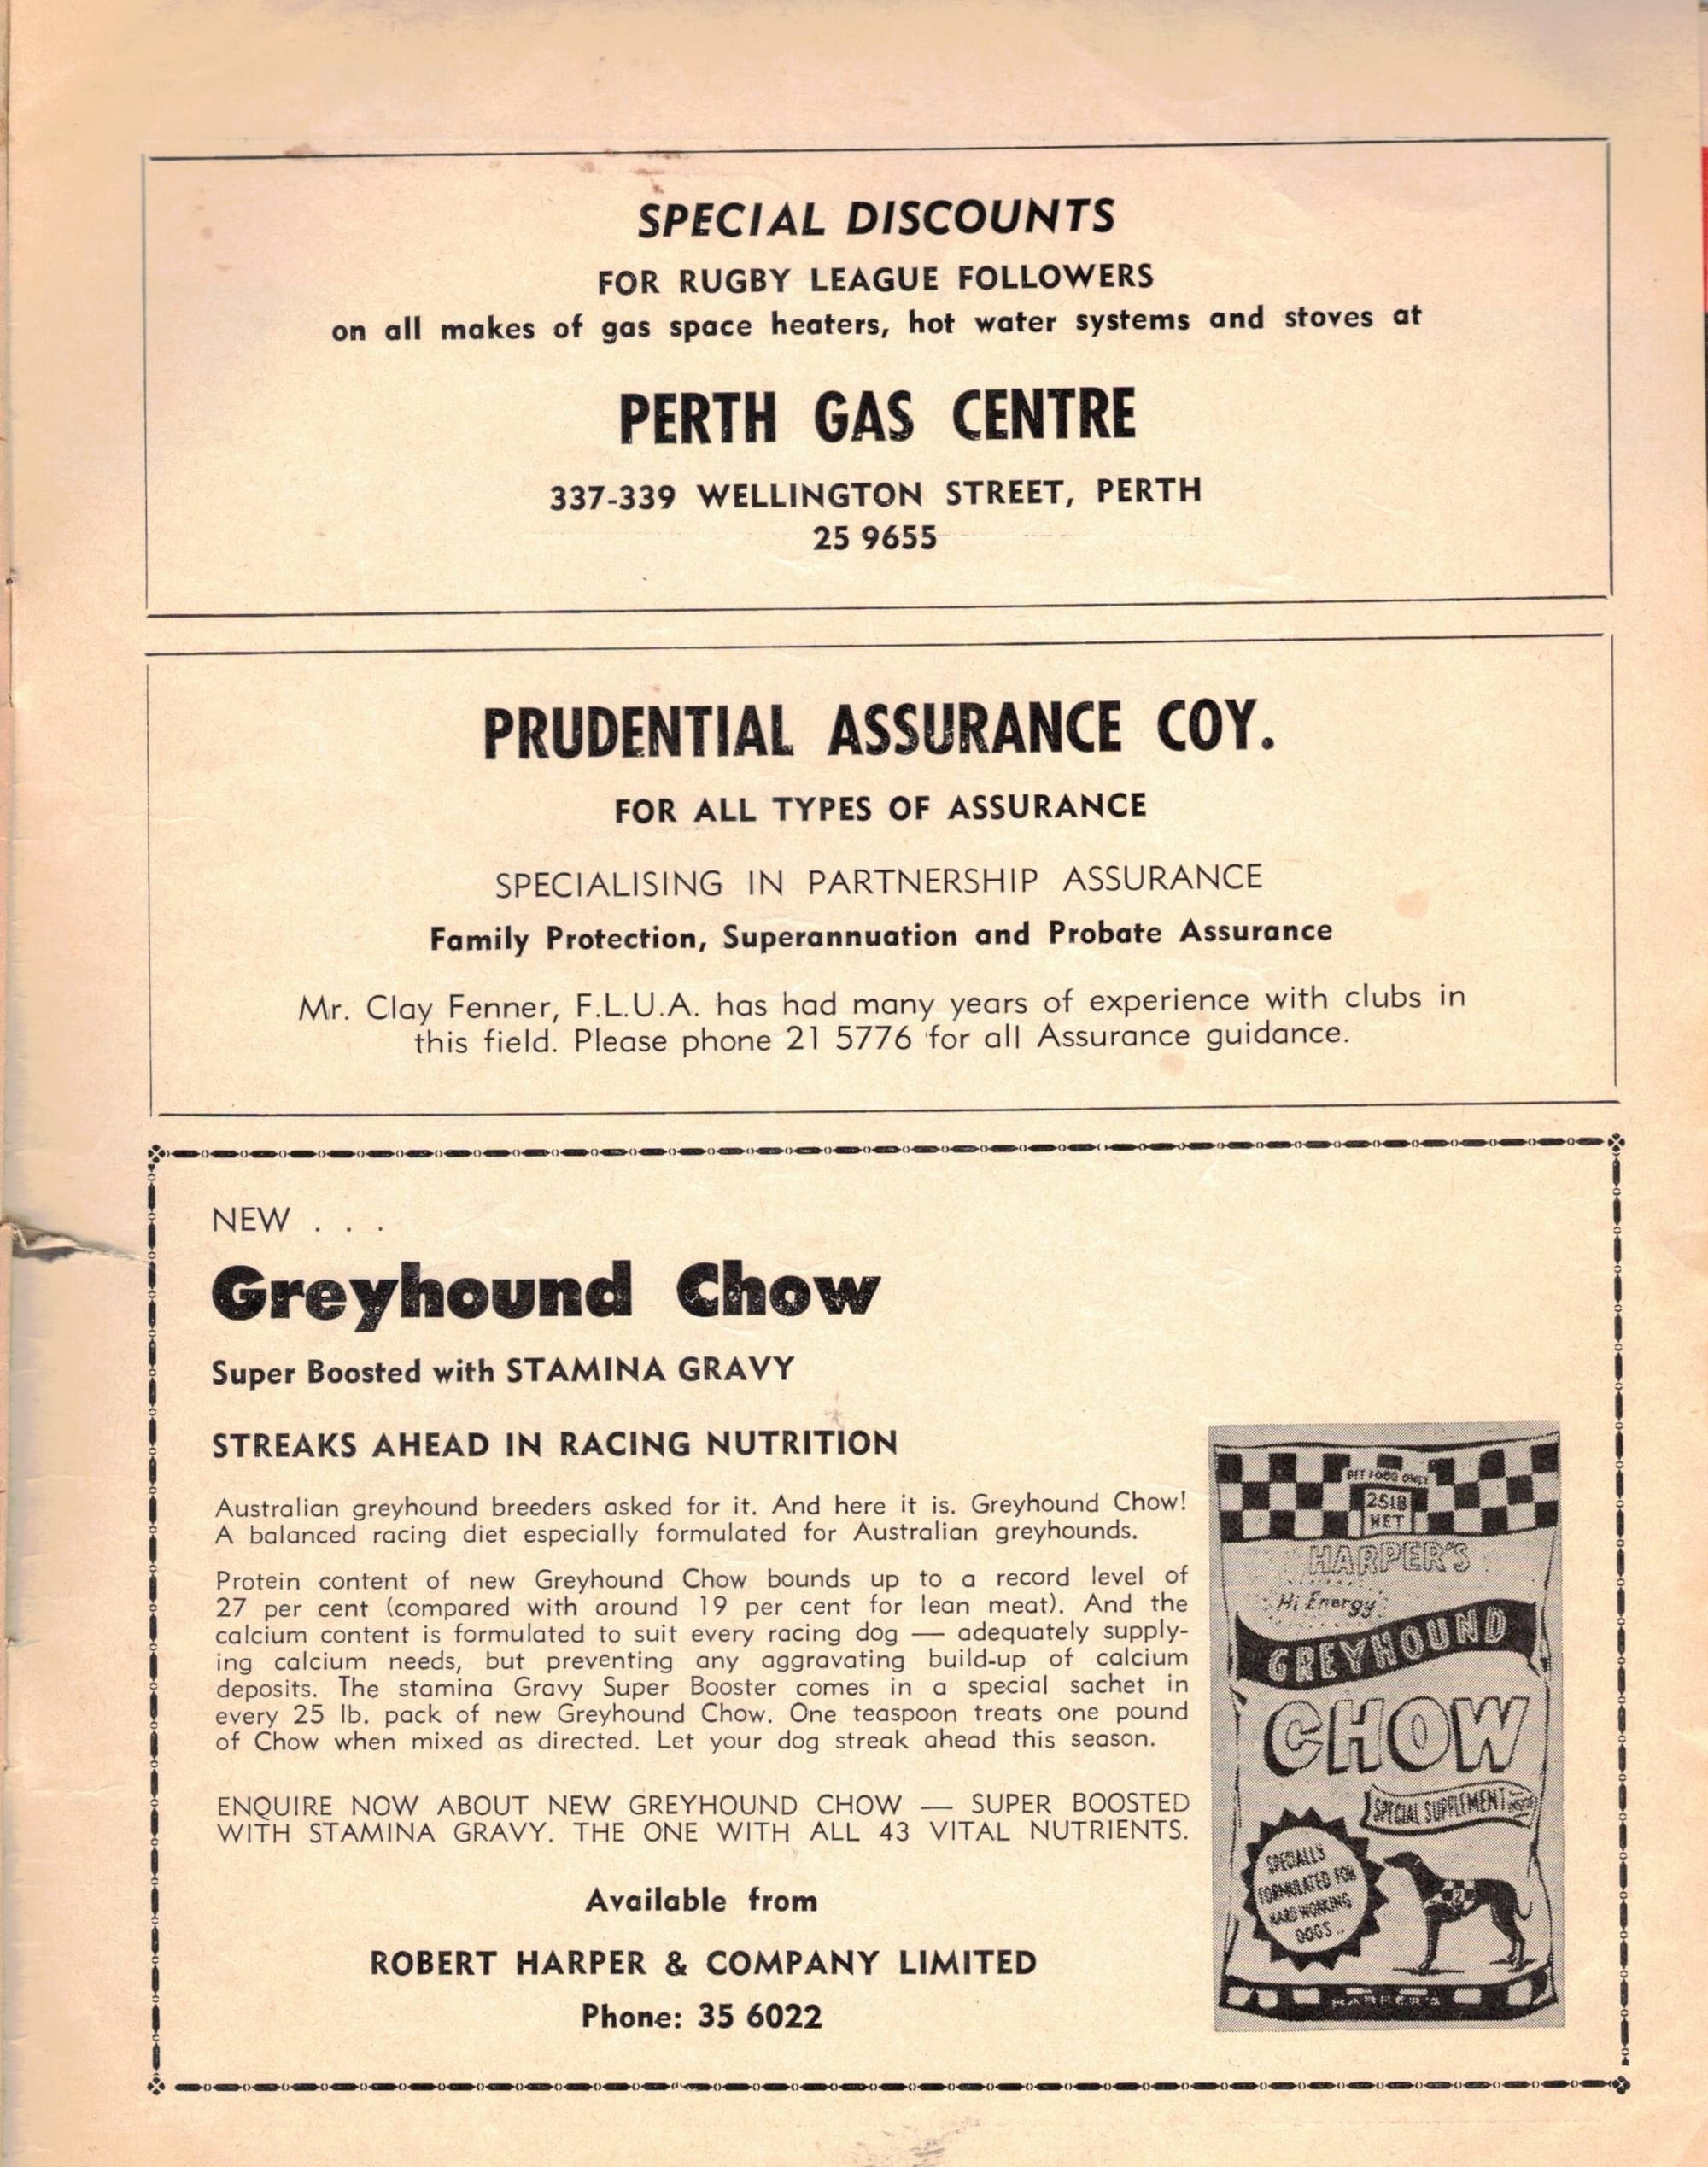 SPECIAL DISCOUNTS
FOR RUGBY LEAGUE FOLLOWERS
on all makes of gas space heaters, hot water systems and stoves at
PERTH GAS CENTRE
337-339 WELLINGTON STREET, PERTH
25 9655
PRUDENTIAL ASSURANCE COY.
FOR ALL TYPES OF ASSURANCE
SPECIALISING IN PARTNERSHIP ASSURANCE
Family Protection, Superannuation and Probate Assurance
Mr. Clay Fenner, F.L.U.A. has had many years of experience with clubs in
this field. Please phone 21 5776 for all Assurance guidance.
NEW . . .
Greyhound Chow
Super Boosted with STAMINA GRAVY
STREAKS AHEAD IN RACING NUTRITION
Australian greyhound breeders asked for it. And here it is. Greyhound Chow!
A balanced racing diet especially formulated for Australian greyhounds.
Protein content of new Greyhound Chow bounds up to a record level of
27 per cent (compared with around 19 per cent for lean meat). And the
calcium content is formulated to suit every racing dog — adequately supply-
ing calcium needs, but preventing any aggravating build-up of calcium
deposits. The stamina Gravy Super Booster comes in a special sachet in
every 25 lb. pack of new Greyhound Chow. One teaspoon treats one pound
of Chow when mixed as directed. Let your dog streak ahead this season.
ENQUIRE NOW ABOUT NEW GREYHOUND CHOW — SUPER BOOSTED
WITH STAMINA GRAVY. THE ONE WITH ALL 43 VITAL NUTRIENTS.
Available from
ROBERT HARPER & COMPANY LIMITED
Phone: 35 6022
PET FOOD ONLY
25LB
NET
HARPER'S
Hi Energy
GREYHOUND
CHOW
SPECIAL SUPPLEMENT INSIDE
SPECIALLY
FORMULATED FOR
HARD WORKING
DOGS..
2
HARPER'S